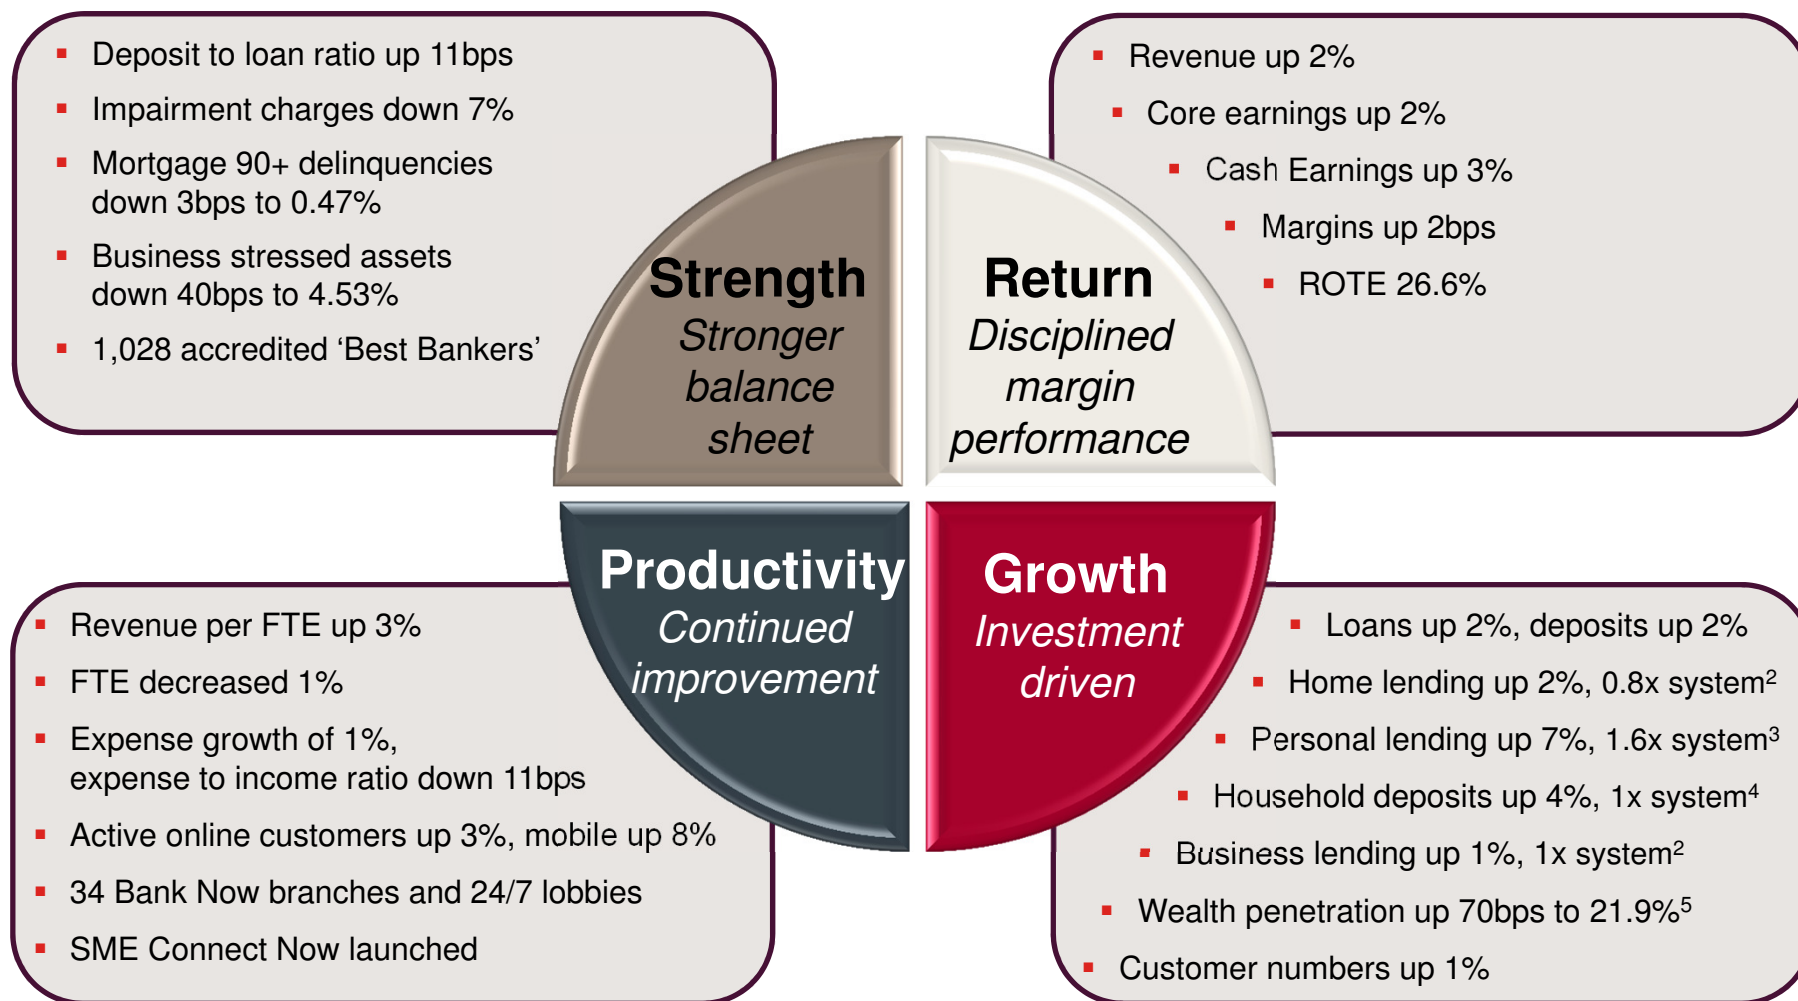 Deposit to loan ratio up 11bps
Impairment charges down 7%
Mortgage 90+ delinquencies
down 3bps to 0.47%
Business stressed assets
down 40bps to 4.53%
1,028 accredited ‘Best Bankers’
Revenue up 2%
Core earnings up 2%
Cash Earnings up 3%
Margins up 2bps
ROTE 26.6%
Strength
Stronger
balance
sheet
Return
Disciplined
margin
performance
Productivity
Continued
improvement
Growth
Investment
driven
Revenue per FTE up 3%
FTE decreased 1%
Expense growth of 1%,
expense to income ratio down 11bps
Active online customers up 3%, mobile up 8%
34 Bank Now branches and 24/7 lobbies
SME Connect Now launched
Loans up 2%, deposits up 2%
Home lending up 2%, 0.8x system²
Personal lending up 7%, 1.6x system³
Household deposits up 4%, 1x system⁴
Business lending up 1%, 1x system²
Wealth penetration up 70bps to 21.9%⁵
Customer numbers up 1%